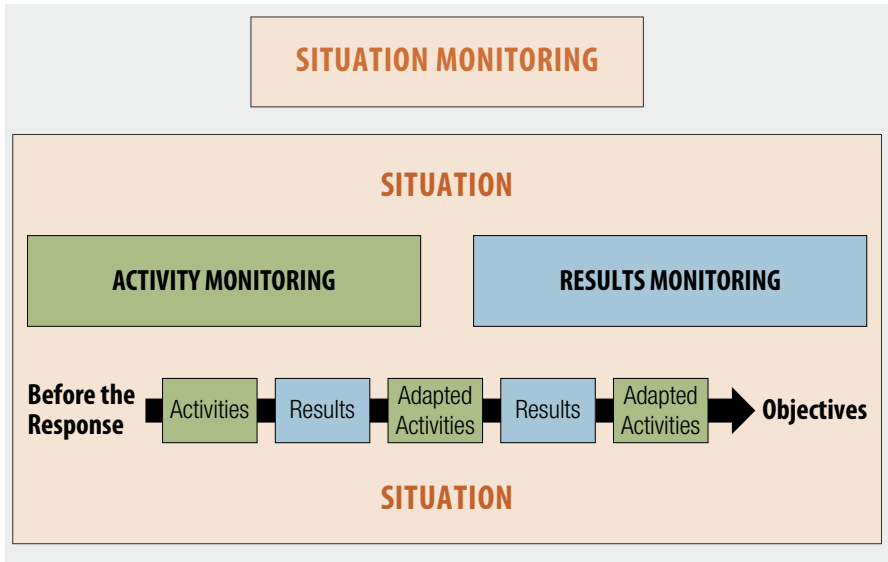 SITUATION MONITORING
SITUATION
ACTIVITY MONITORING
RESULTS MONITORING
Before the
Response
Activities
Results
Adapted
Activities
Results
Adapted
Activities
Objectives
SITUATION